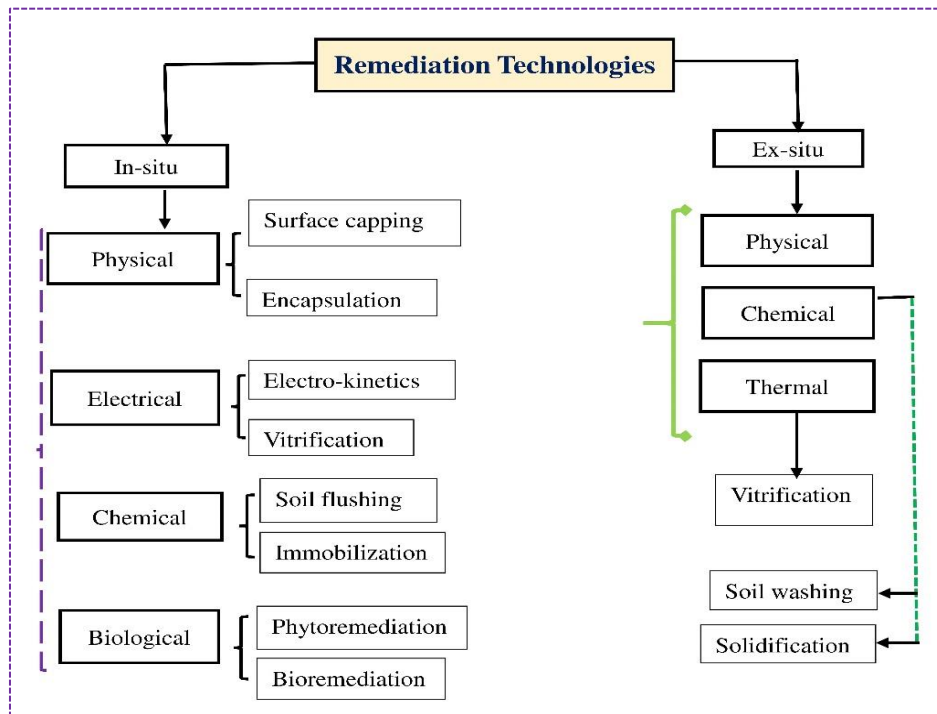 Remediation Technologies
In-situ
Physical
Surface capping
Encapsulation
Electrical
Electro-kinetics
Vitrification
Chemical
Soil flushing
Immobilization
Biological
Phytoremediation
Bioremediation
Ex-situ
Physical
Chemical
Thermal
Vitrification
Soil washing
Solidification